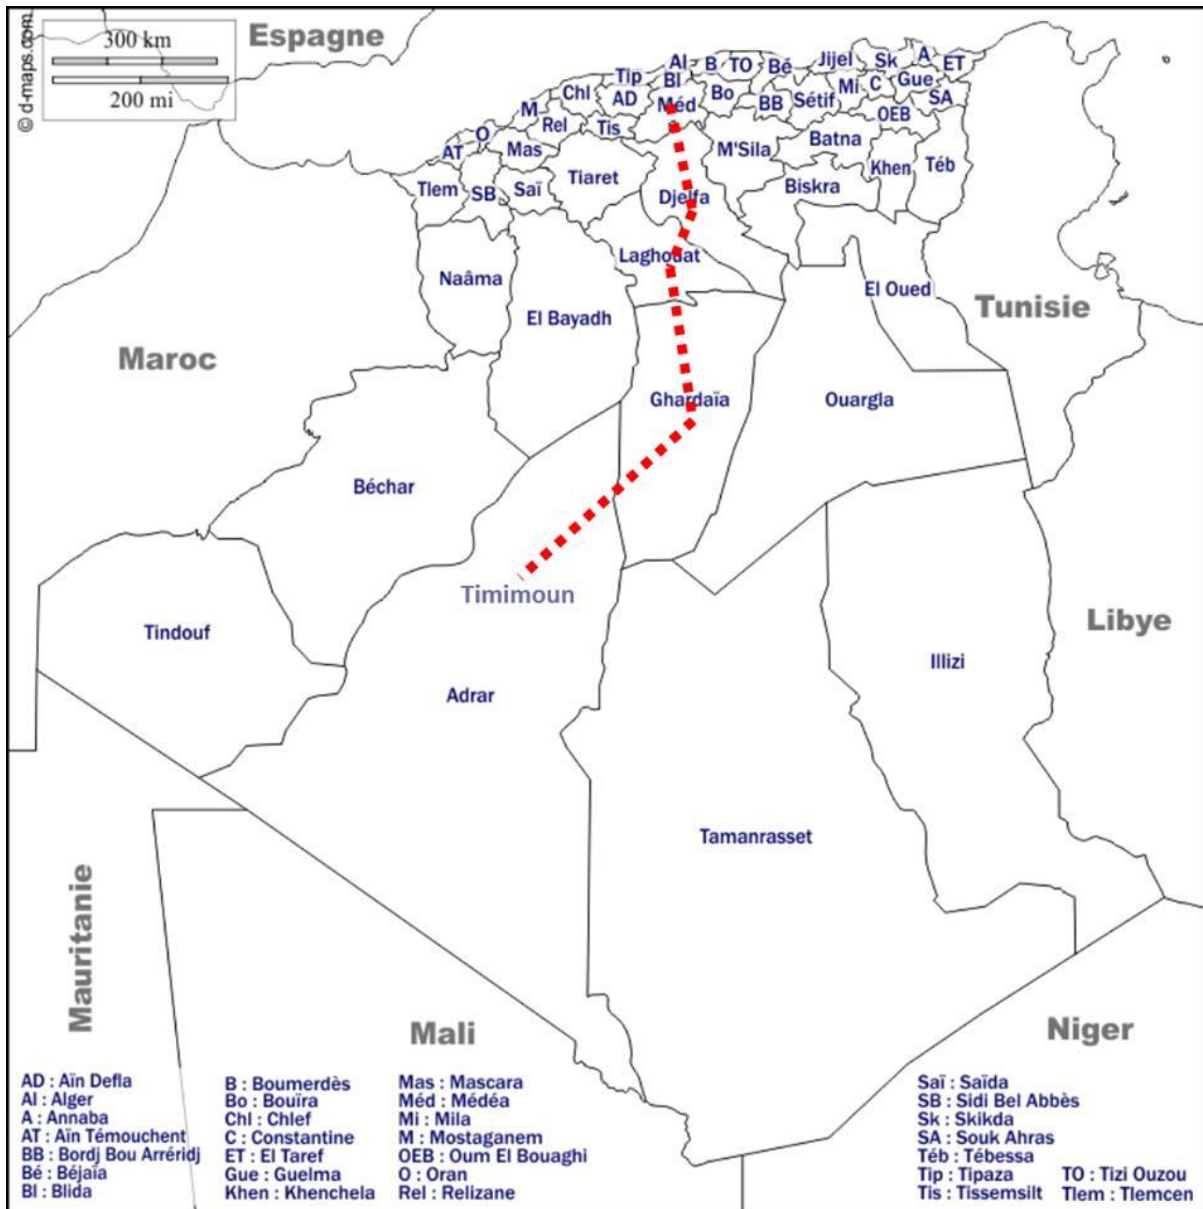 © d-maps.com
300 km
200 mi
Espagne
Al
B
TO
Bé
Jijel
Sk
A
ET
Tip
Bl
Chl
AD
Méd
Bo
BB
Sétif
Mi
C
Gue
SA
M
Rel
Tis
OEB
O
AT
Mas
M'Sila
Batna
Khen
Téb
Tlem
SB
Saï
Tiaret
Djelfa
Biskra
Naâma
Laghouat
El Bayadh
El Oued
Tunisie
Maroc
Ghardaïa
Ouargla
Béchar
Timimoun
Libye
Tindouf
Adrar
Illizi
Tamanrasset
Mauritanie
Mali
Niger
AD : Aïn Defla
Al : Alger
A : Annaba
AT : Aïn Témouchent
BB : Bordj Bou Arréridj
Bé : Béjaïa
Bl : Blida
B : Boumerdès
Bo : Bouïra
Chl : Chlef
C : Constantine
ET : El Taref
Gue : Guelma
Khen : Khenchela
Mas : Mascara
Méd : Médéa
Mi : Mila
M : Mostaganem
OEB : Oum El Bouaghi
O : Oran
Rel : Relizane
Saï : Saïda
SB : Sidi Bel Abbès
Sk : Skikda
SA : Souk Ahras
Téb : Tébessa
Tip : Tipaza
Tis : Tissemsilt
TO : Tizi Ouzou
Tlem : Tlemcen